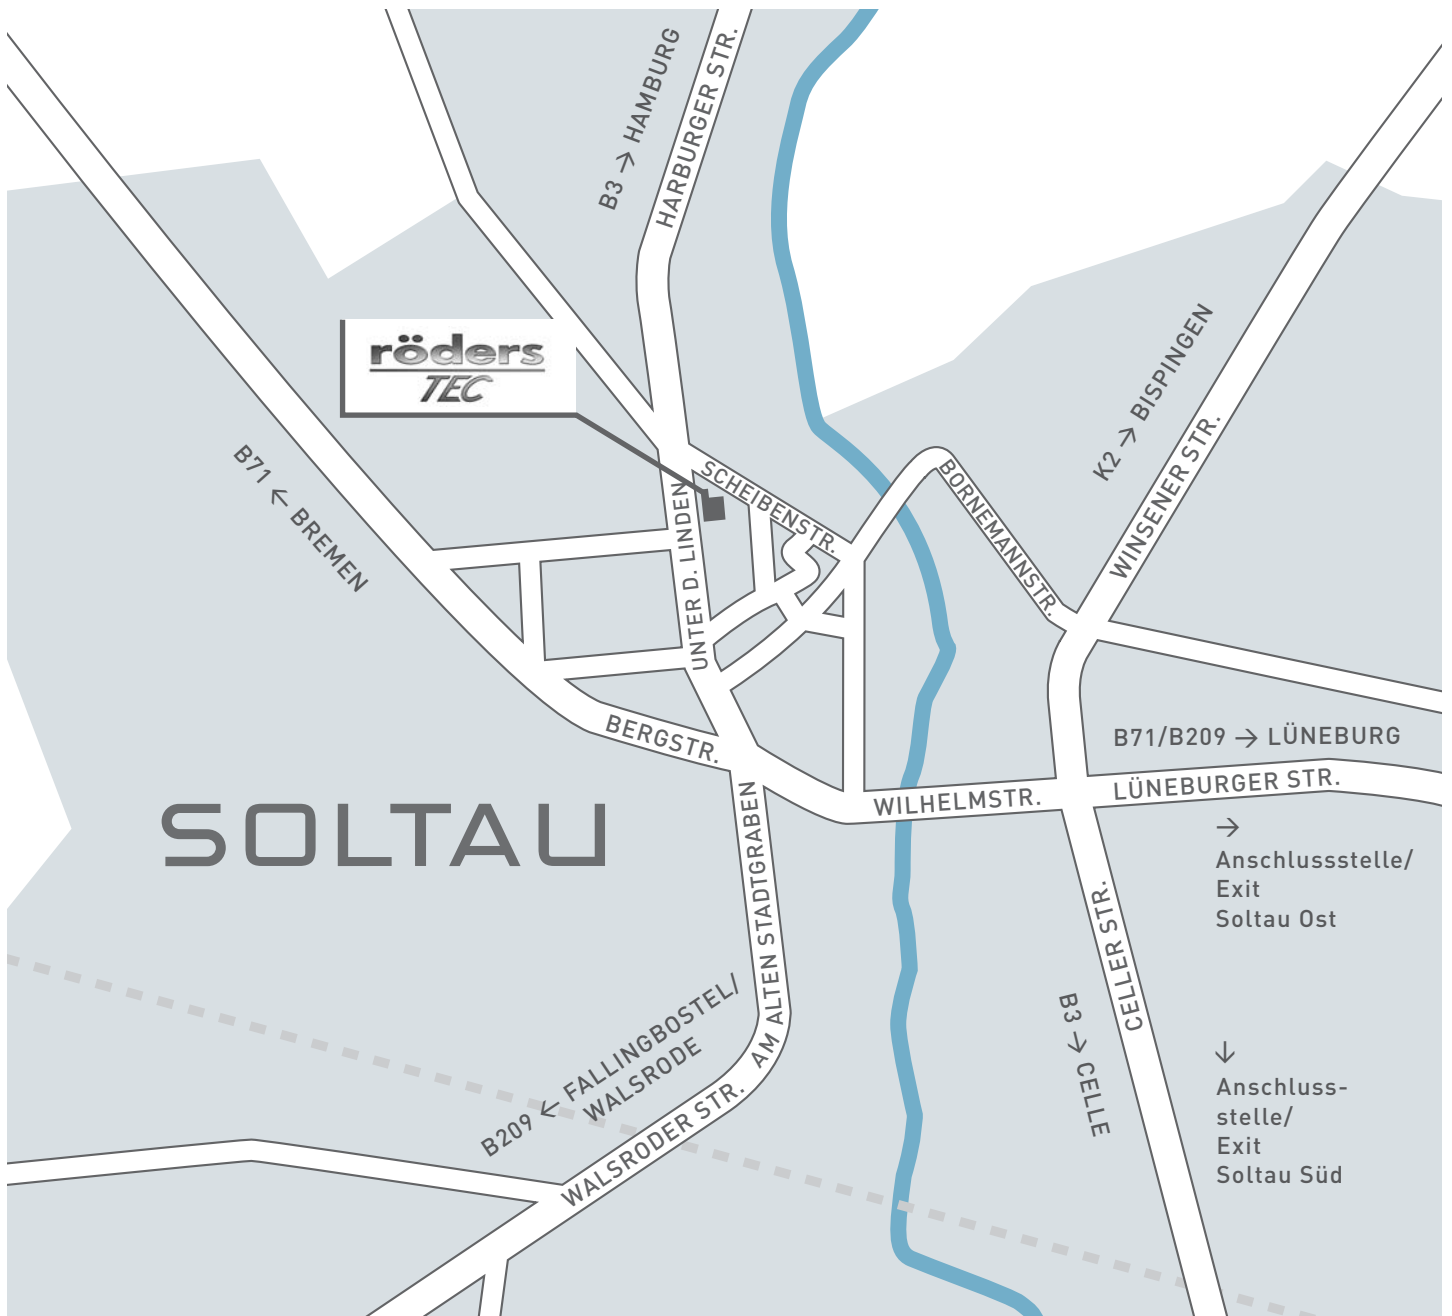 B3 → HAMBURG
HARBURGER STR.
röders
TEC
K2 → BISPINGEN
WINSENER STR.
B71 ← BREMEN
SCHEIBENSTR.
BORNEMANNSTR.
UNTER D. LINDEN
BERGSTR.
B71/B209 → LÜNEBURG
LÜNEBURGER STR.
WILHELMSTR.
SOLTAU
→
Anschlussstelle/
Exit
Soltau Ost
AM ALTEN STADTGRABEN
CELLER STR.
B3 → CELLE
B209 ← FALLINGBOSTEL/
WALSRODE
WALSRODER STR.
↓
Anschluss-
stelle/
Exit
Soltau Süd